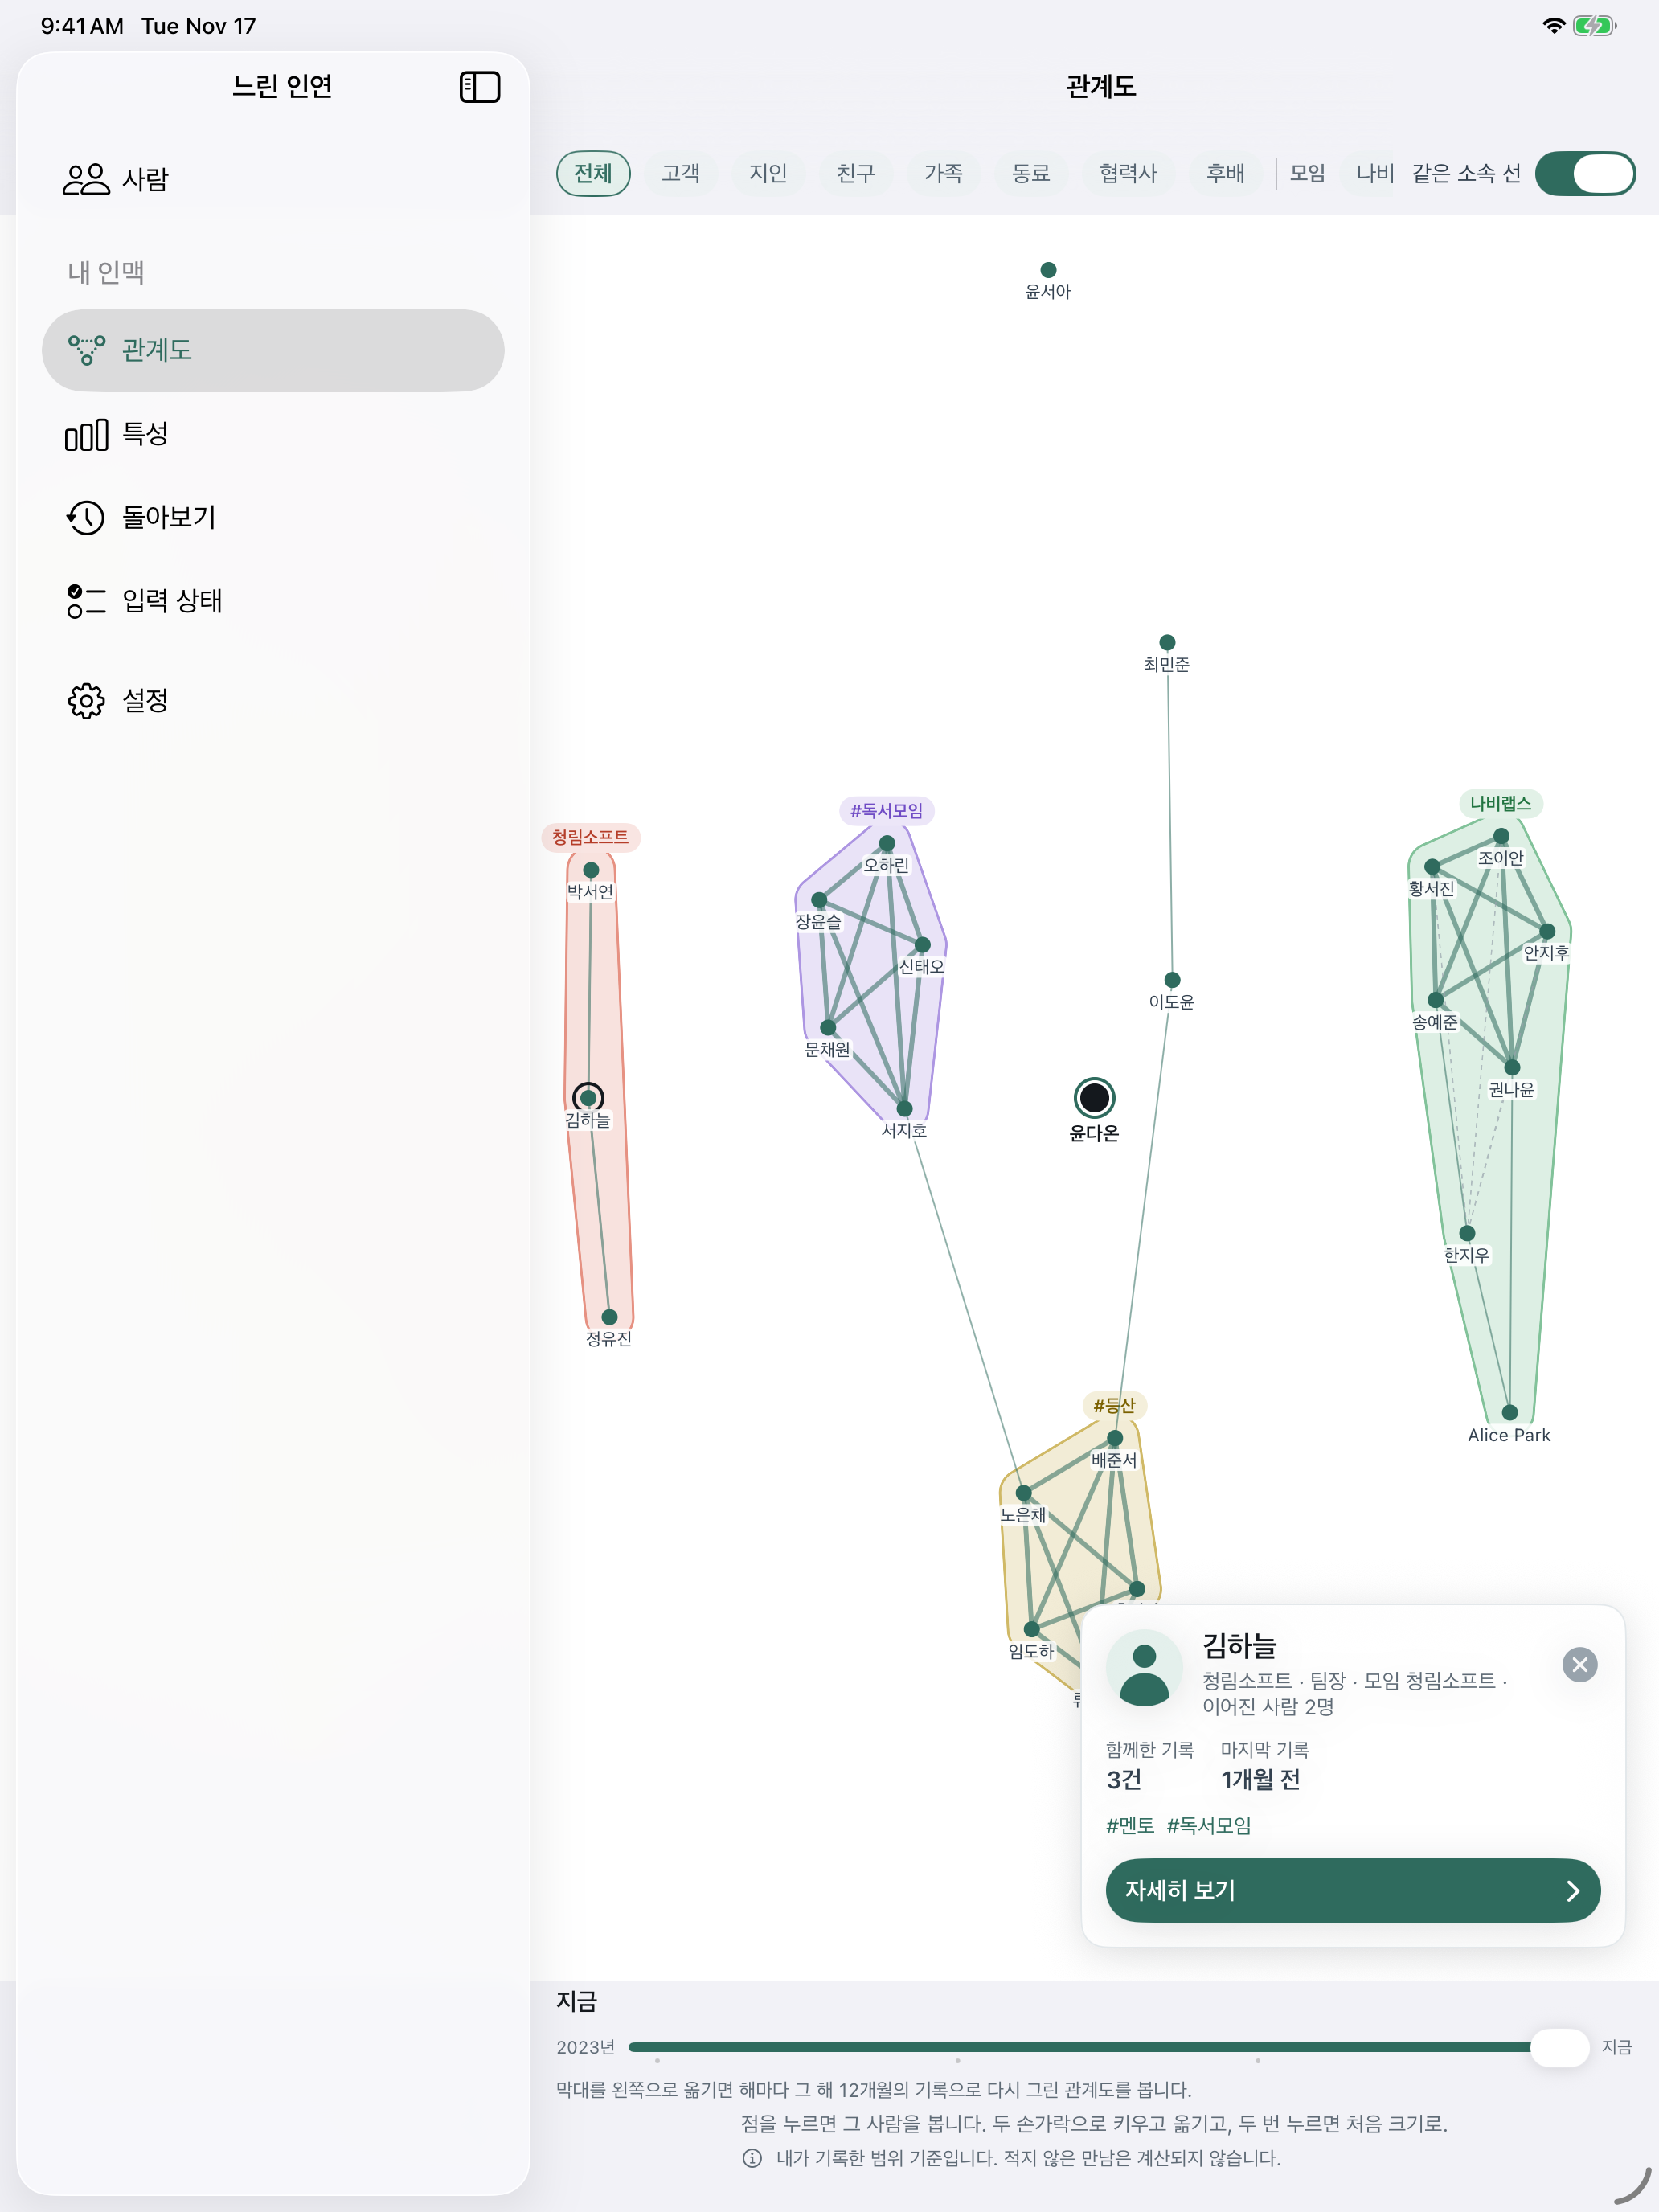 9:41 AM Tue Nov 17
느린 인연
사람
내 인맥
관계도
특성
돌아보기
입력 상태
설정
관계도
전체 고객 지인 친구 가족 동료 협력사 후배 모임 나비 같은 소속 선
윤서아
최민준
나비랩스
#독서모임
청림소프트
조이안
오하린
황서진
박서연
장윤슬
안지후
신태오
이도윤
송예준
문채원
권나윤
김하늘
서지호
윤다온
한지우
정유진
#등산
Alice Park
배준서
노은채
임도하
김하늘
청림소프트 · 팀장 · 모임 청림소프트 ·
이어진 사람 2명
함께한 기록 마지막 기록
3건 1개월 전
#멘토 #독서모임
자세히 보기
지금
2023년 지금
막대를 왼쪽으로 옮기면 해마다 그 해 12개월의 기록으로 다시 그린 관계도를 봅니다.
점을 누르면 그 사람을 봅니다. 두 손가락으로 키우고 옮기고, 두 번 누르면 처음 크기로.
내가 기록한 범위 기준입니다. 적지 않은 만남은 계산되지 않습니다.